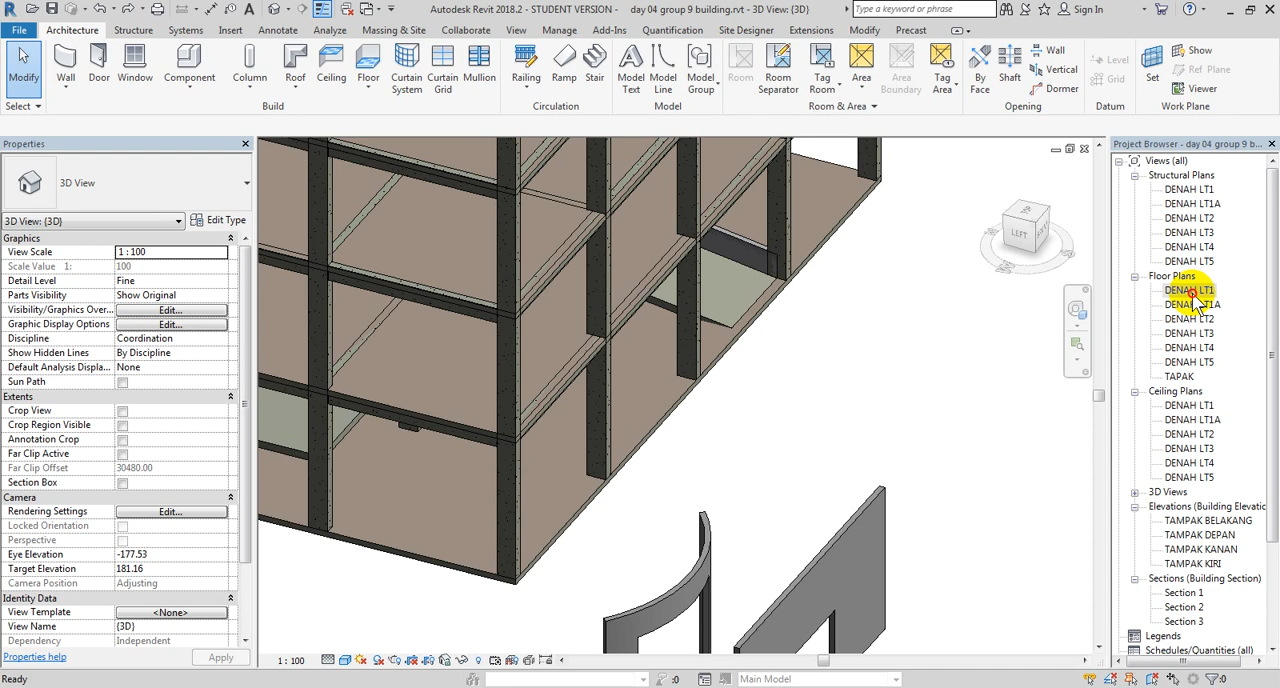 Autodesk Revit 2018.2 - STUDENT VERSION - day 04 group 9 building.rvt - 3D View: {3D}
Type a keyword or phrase
Sign In
File Architecture Structure Systems Insert Annotate Analyze Massing & Site Collaborate View Manage Add-Ins Quantification Site Designer Extensions Modify Precast
Modify
Wall
Door
Window
Component
Column
Roof
Floor
Curtain System
Curtain Grid
Mullion
Railing
Ramp
Stair
Model Text
Model Line
Model Group
Room
Room Separator
Tag Room
Area
Area Boundary
Tag Area
By Face
Shaft
Wall
Vertical
Dormer
Level
Grid
Set
Show
Ref Plane
Viewer
Select
Build
Circulation
Model
Room & Area
Opening
Datum
Work Plane
Properties
3D View
3D View: {3D}
Edit Type
Graphics
View Scale 1 : 100
Scale Value 1: 100
Detail Level Fine
Parts Visibility Show Original
Visibility/Graphics Over... Edit...
Graphic Display Options Edit...
Discipline Coordination
Show Hidden Lines By Discipline
Default Analysis Displa... None
Sun Path
Extents
Crop View
Crop Region Visible
Annotation Crop
Far Clip Active
Far Clip Offset 30480.00
Section Box
Camera
Rendering Settings Edit...
Locked Orientation
Perspective
Eye Elevation -177.53
Target Elevation 181.16
Camera Position Adjusting
Identity Data
View Template <None>
View Name {3D}
Dependency Independent
Properties help
Apply
LEFT
1 : 100
Project Browser - day 04 group 9 b...
Views (all)
Structural Plans
DENAH LT1
DENAH LT1A
DENAH LT2
DENAH LT3
DENAH LT4
DENAH LT5
Floor Plans
DENAH LT1
DENAH LT1A
DENAH LT2
DENAH LT3
DENAH LT4
DENAH LT5
TAPAK
Ceiling Plans
DENAH LT1
DENAH LT1A
DENAH LT2
DENAH LT3
DENAH LT4
DENAH LT5
3D Views
Elevations (Building Elevatic
TAMPAK BELAKANG
TAMPAK DEPAN
TAMPAK KANAN
TAMPAK KIRI
Sections (Building Section)
Section 1
Section 2
Section 3
Legends
Schedules/Quantities (all)
Ready
:0
Main Model
:0